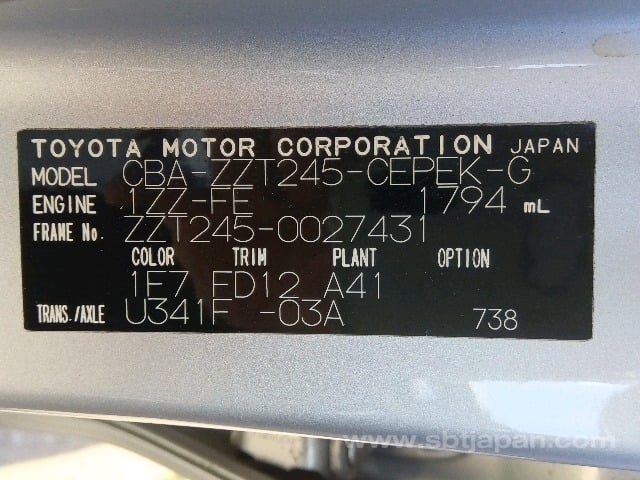 TOYOTA MOTOR CORPORATION JAPAN
MODEL CBA-ZZT245-CEPEK-G
ENGINE 1ZZ-FE 1794 mL
FRAME No. ZZT245-0027431
COLOR TRIM PLANT OPTION
1E7 FD12 A41
TRANS./AXLE U341F -03A 738
www.sbtjapan.com